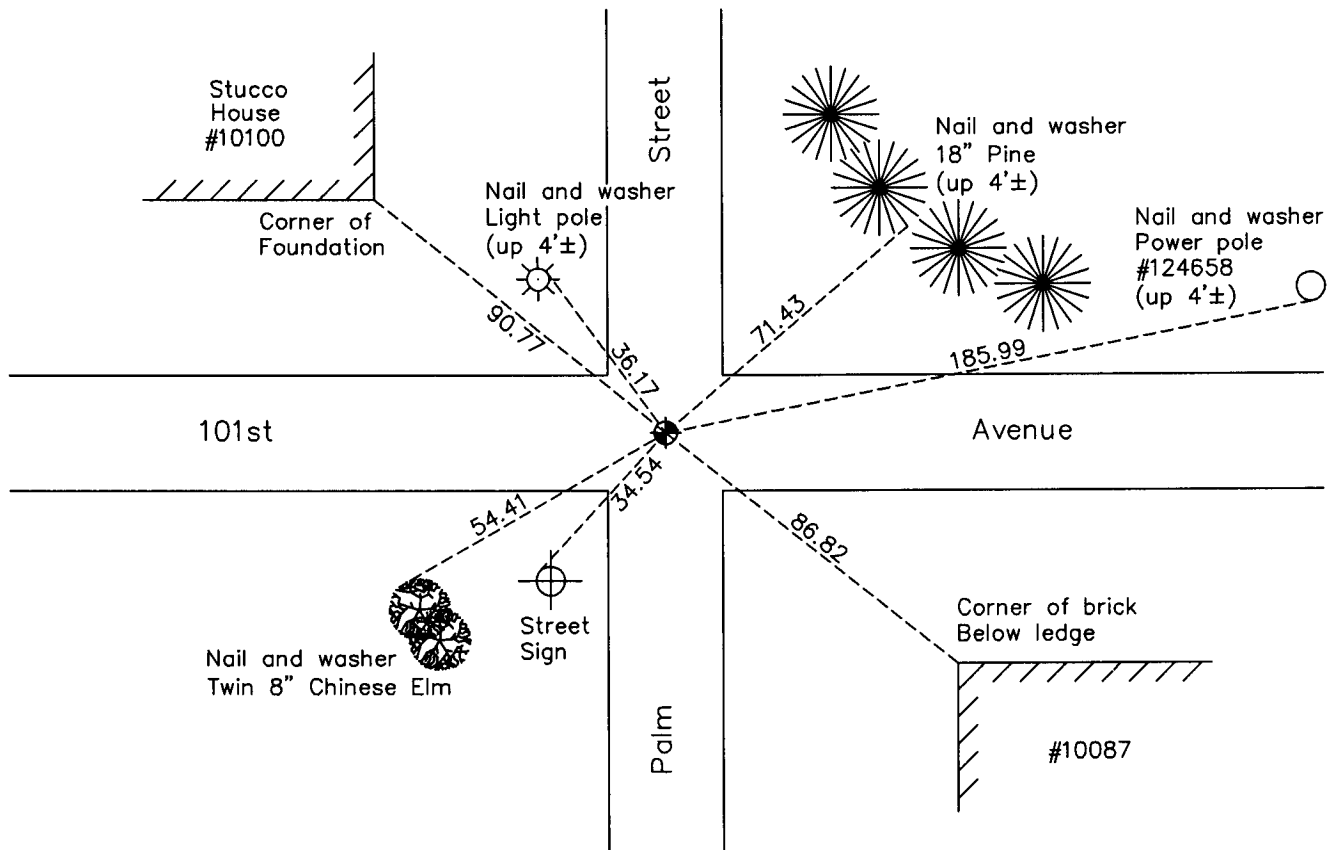 Stucco
House
#10100
Corner of
Foundation
Nail and washer
Light pole
(up 4'±)
Street
Nail and washer
18" Pine
(up 4'±)
Nail and washer
Power pole
#124658
(up 4'±)
90.77
36.17
71.43
185.99
101st
Avenue
54.41
34.54
86.82
Street
Sign
Nail and washer
Twin 8" Chinese Elm
Palm
Corner of brick
Below ledge
#10087